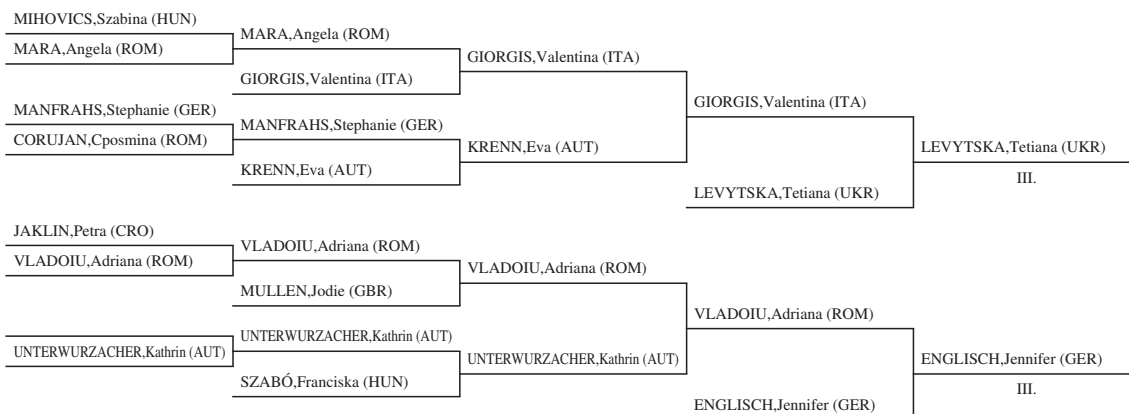 MIHOVICS,Szabina (HUN)
MARA,Angela (ROM)
MARA,Angela (ROM)
GIORGIS,Valentina (ITA)
GIORGIS,Valentina (ITA)
MANFRAHS,Stephanie (GER)
CORUJAN,Cposmina (ROM)
MANFRAHS,Stephanie (GER)
KRENN,Eva (AUT)
KRENN,Eva (AUT)
GIORGIS,Valentina (ITA)
LEVYTSKA,Tetiana (UKR)
LEVYTSKA,Tetiana (UKR)
III.
JAKLIN,Petra (CRO)
VLADOIU,Adriana (ROM)
VLADOIU,Adriana (ROM)
MULLEN,Jodie (GBR)
VLADOIU,Adriana (ROM)
UNTERWURZACHER,Kathrin (AUT)
UNTERWURZACHER,Kathrin (AUT)
SZABÓ,Franciska (HUN)
UNTERWURZACHER,Kathrin (AUT)
VLADOIU,Adriana (ROM)
ENGLISCH,Jennifer (GER)
ENGLISCH,Jennifer (GER)
III.